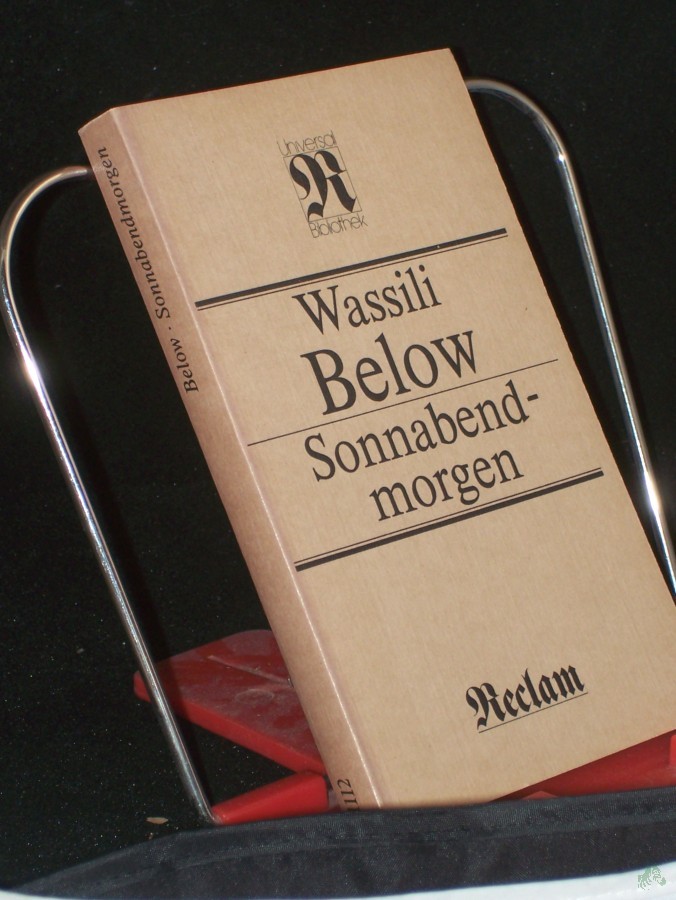 Universal
R
Bibliothek
Wassili
Below
Sonnabend-
morgen
Reclam
Below · Sonnabendmorgen